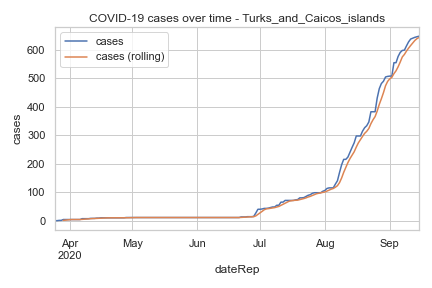 COVID-19 cases over time - Turks_and_Caicos_islands
cases
cases (rolling)
600
500
400
300
200
100
0
cases
Apr
2020
May
Jun
Jul
Aug
Sep
dateRep